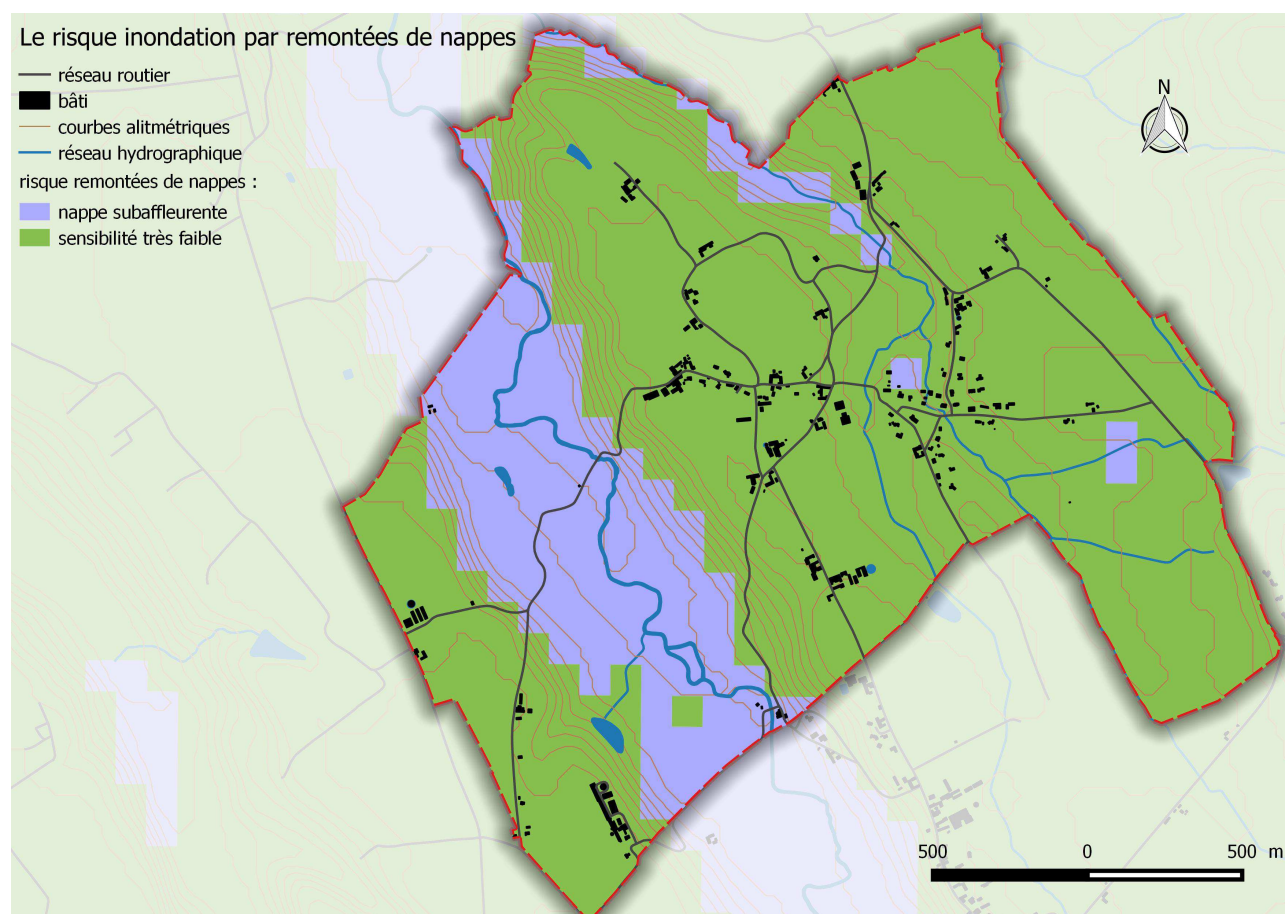 Le risque inondation par remontées de nappes
réseau routier
bâti
courbes alitmétriques
réseau hydrographique
risque remontées de nappes :
nappe subaffleurente
sensibilité très faible
N
500 0 500 m